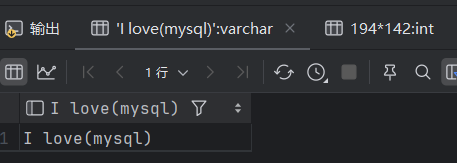 输出 'I love(mysql)':varchar 194*142:int
1 行
I love(mysql)
1 I love(mysql)